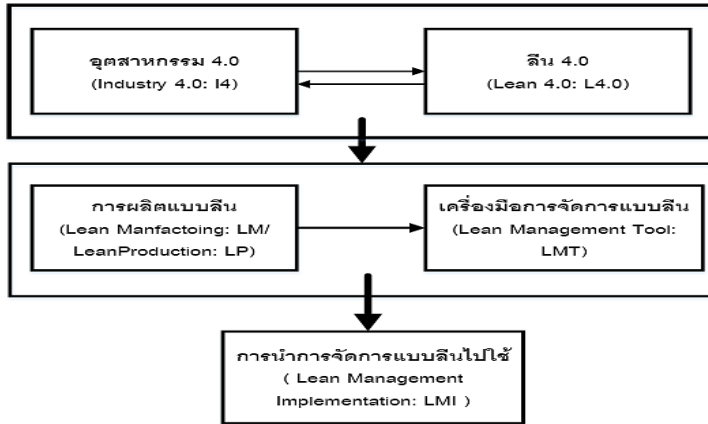 อุตสาหกรรม 4.0
(Industry 4.0: I4)
ลีน 4.0
(Lean 4.0: L4.0)
การผลิตแบบลีน
(Lean Manfactoing: LM/
LeanProduction: LP)
เครื่องมือการจัดการแบบลีน
(Lean Management Tool:
LMT)
การนำการจัดการแบบลีนไปใช้
( Lean Management
Implementation: LMI )